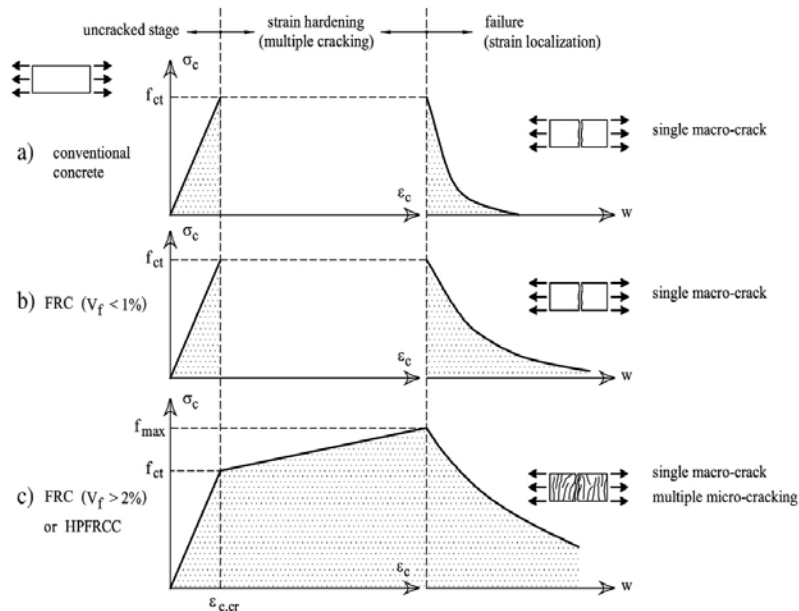 uncracked stage
strain hardening
(multiple cracking)
failure
(strain localization)
σc
fct
a) conventional
concrete
εc
w
single macro-crack
σc
fct
b) FRC (Vf < 1%)
εc
w
single macro-crack
σc
fmax
fct
c) FRC (Vf > 2%)
or HPFRCC
εc
w
εc,cr
single macro-crack
multiple micro-cracking